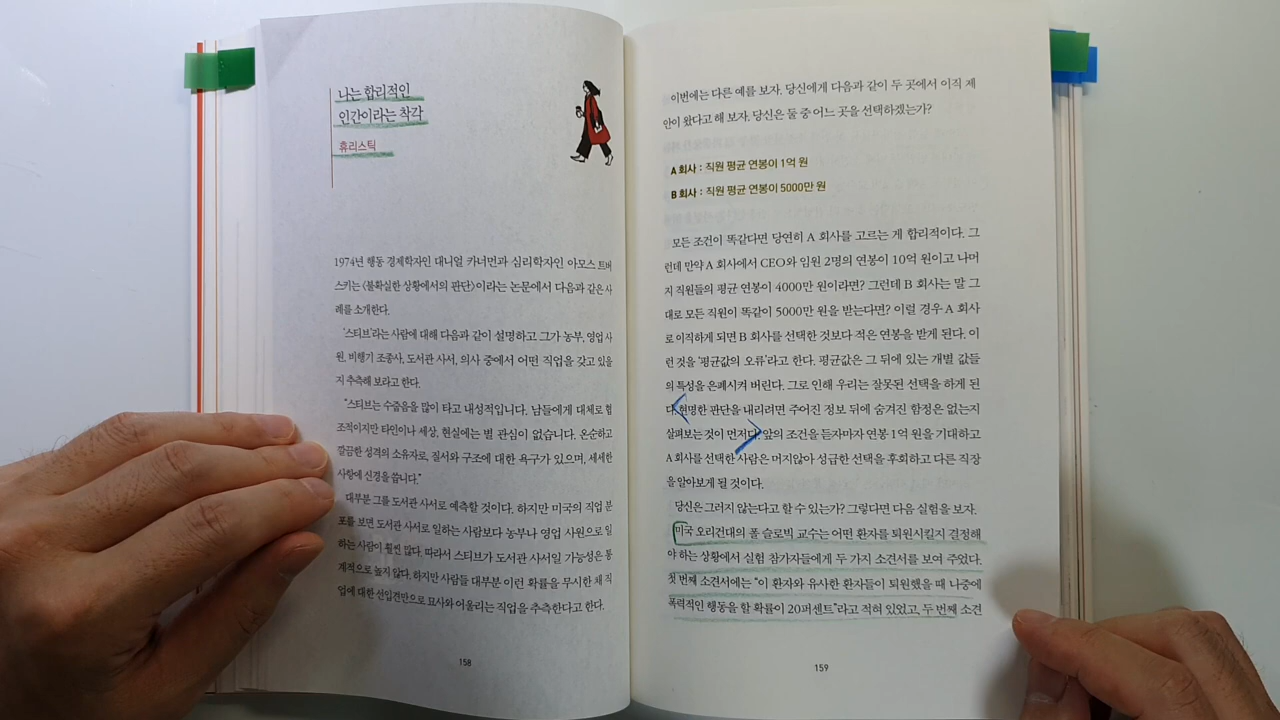 나는 합리적인
인간이라는 착각
휴리스틱
1974년 행동 경제학자인 대니얼 카너먼과 심리학자인 아모스 트버
스키는 〈불확실한 상황에서의 판단〉이라는 논문에서 다음과 같은 사
례를 소개한다.
'스티브'라는 사람에 대해 다음과 같이 설명하고 그가 농부, 영업 사
원, 비행기 조종사, 도서관 사서, 의사 중에서 어떤 직업을 갖고 있을
지 추측해 보라고 한다.
"스티브는 수줍음을 많이 타고 내성적입니다. 남들에게 대체로 협
조적이지만 타인이나 세상, 현실에는 별 관심이 없습니다. 온순하고
깔끔한 성격의 소유자로, 질서와 구조에 대한 욕구가 있으며, 세세한
사항에 신경을 씁니다."
대부분 그를 도서관 사서로 예측할 것이다. 하지만 미국의 직업 분
포를 보면 도서관 사서로 일하는 사람보다 농부나 영업 사원으로 일
하는 사람이 훨씬 많다. 따라서 스티브가 도서관 사서일 가능성은 통
계적으로 높지 않다. 하지만 사람들 대부분 이런 확률을 무시한 채 직
업에 대한 선입견만으로 묘사와 어울리는 직업을 추측한다고 한다.
158
이번에는 다른 예를 보자. 당신에게 다음과 같이 두 곳에서 이직 제
안이 왔다고 해 보자. 당신은 둘 중 어느 곳을 선택하겠는가?
A 회사 : 직원 평균 연봉이 1억 원
B 회사 : 직원 평균 연봉이 5000만 원
모든 조건이 똑같다면 당연히 A 회사를 고르는 게 합리적이다. 그
런데 만약 A 회사에서 CEO와 임원 2명의 연봉이 10억 원이고 나머
지 직원들의 평균 연봉이 4000만 원이라면? 그런데 B 회사는 말 그
대로 모든 직원이 똑같이 5000만 원을 받는다면? 이럴 경우 A 회사
로 이직하게 되면 B 회사를 선택한 것보다 적은 연봉을 받게 된다. 이
런 것을 '평균값의 오류'라고 한다. 평균값은 그 뒤에 있는 개별 값들
의 특성을 은폐시켜 버린다. 그로 인해 우리는 잘못된 선택을 하게 된
다. 현명한 판단을 내리려면 주어진 정보 뒤에 숨겨진 함정은 없는지
살펴보는 것이 먼저다. 앞의 조건을 듣자마자 연봉 1억 원을 기대하고
A 회사를 선택한 사람은 머지않아 성급한 선택을 후회하고 다른 직장
을 알아보게 될 것이다.
당신은 그러지 않는다고 할 수 있는가? 그렇다면 다음 실험을 보자.
미국 오리건대의 폴 슬로빅 교수는 어떤 환자를 퇴원시킬지 결정해
야 하는 상황에서 실험 참가자들에게 두 가지 소견서를 보여 주었다.
첫 번째 소견서에는 "이 환자와 유사한 환자들이 퇴원했을 때 나중에
폭력적인 행동을 할 확률이 20퍼센트"라고 적혀 있었고, 두 번째 소견
159